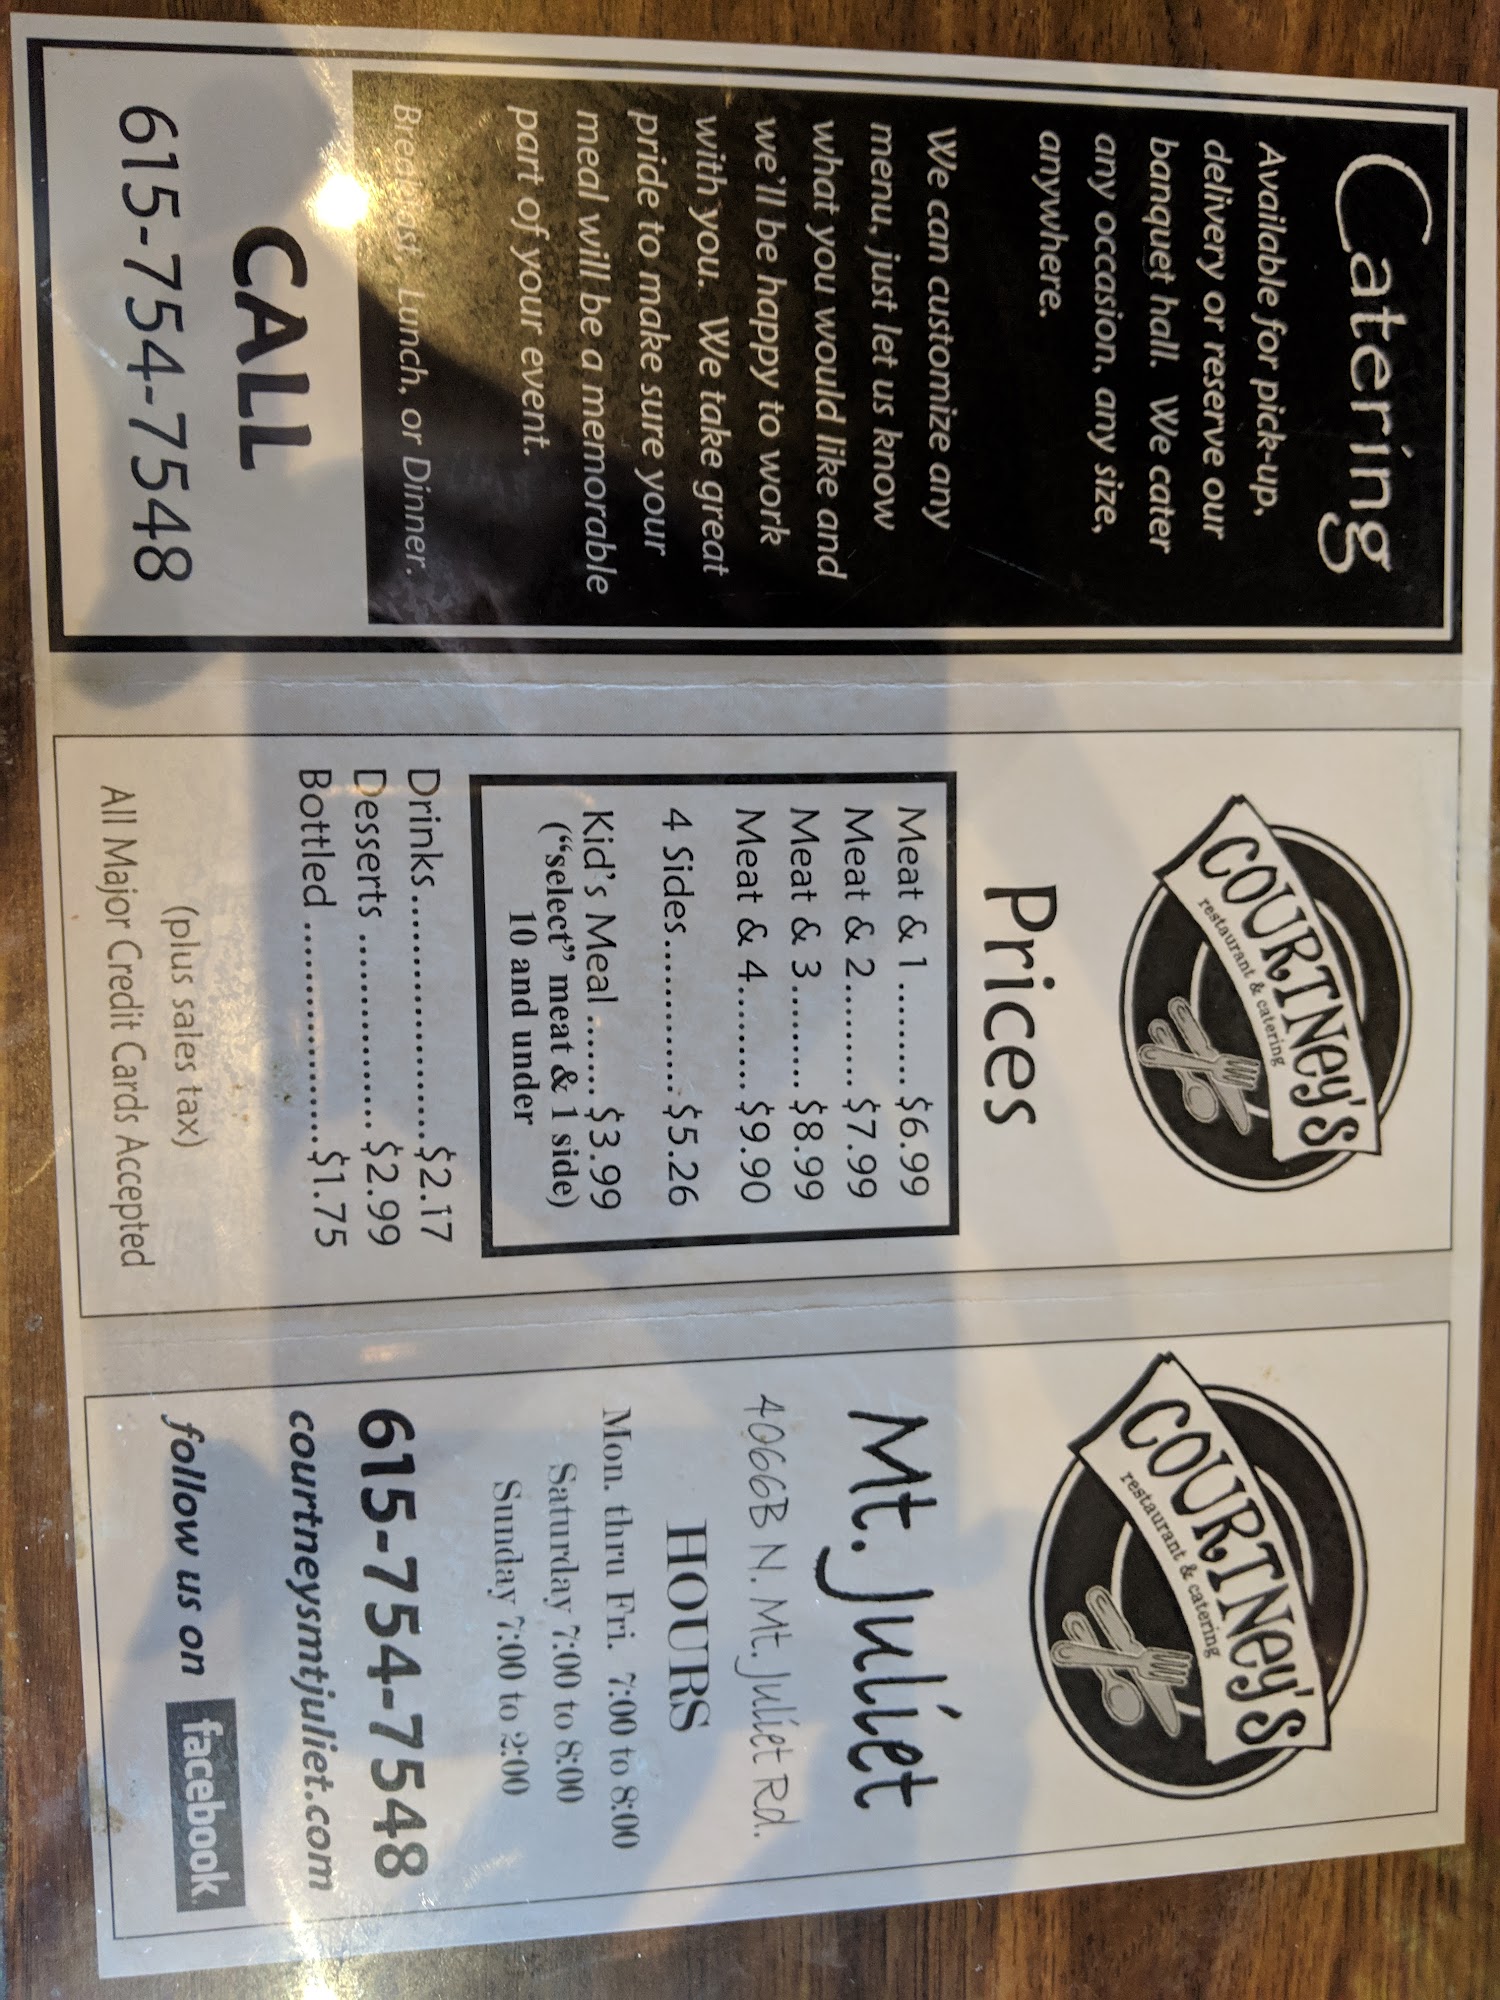 Catering
Available for pick-up,
delivery or reserve our
banquet hall. We cater
any occasion, any size,
anywhere.
We can customize any
menu, just let us know
what you would like and
we'll be happy to work
with you. We take great
pride to make sure your
meal will be a memorable
part of your event.
Breakfast, Lunch, or Dinner.
CALL
615-754-7548
COURTNeY'S
restaurant & catering
Prices
Meat & 1 ......... $6.99
Meat & 2......... $7.99
Meat & 3......... $8.99
Meat & 4......... $9.90
4 Sides............ $5.26
Kid's Meal ....... $3.99
("select" meat & 1 side)
10 and under
Drinks ....................$2.17
Desserts ................ $2.99
Bottled ..................$1.75
(plus sales tax)
All Major Credit Cards Accepted
COURTNeY'S
restaurant & catering
Mt. Juliet
4066B N. Mt. Juliet Rd.
HOURS
Mon. thru Fri. 7:00 to 8:00
Saturday 7:00 to 8:00
Sunday 7:00 to 2:00
615-754-7548
courtneysmtjuliet.com
follow us on facebook.